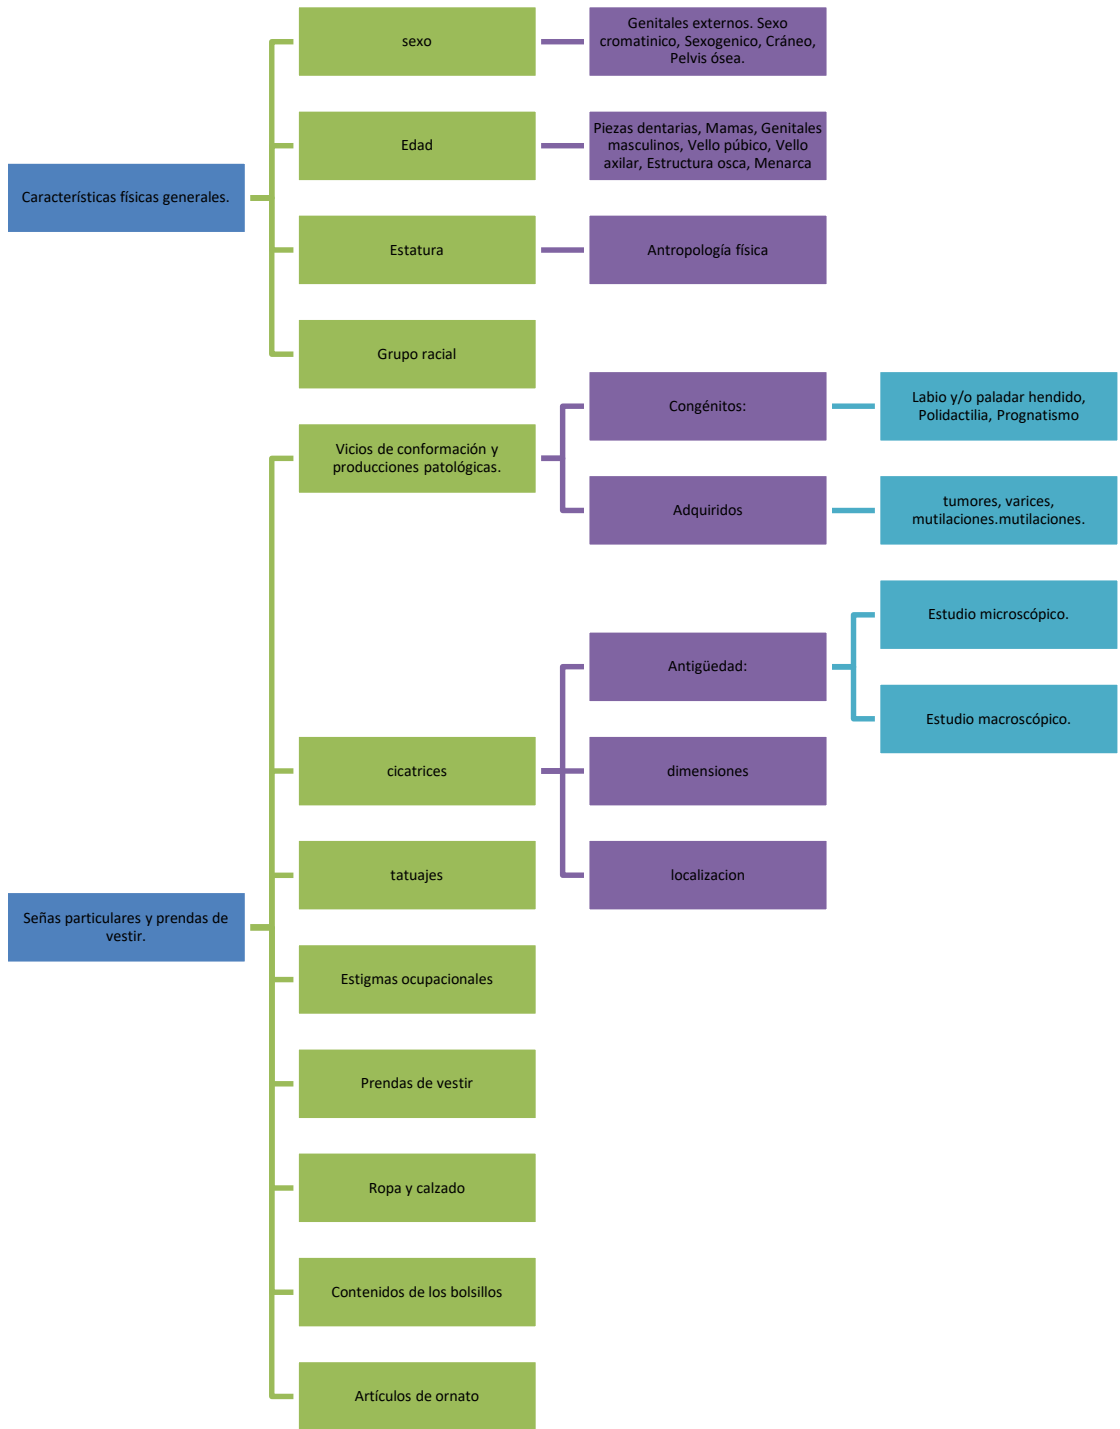 Características físicas generales.
sexo
Genitales externos. Sexo
cromatinico, Sexogenico, Cráneo,
Pelvis ósea.
Edad
Piezas dentarias, Mamas, Genitales
masculinos, Vello púbico, Vello
axilar, Estructura osca, Menarca
Estatura
Antropología física
Grupo racial
Señas particulares y prendas de
vestir.
Vicios de conformación y
producciones patológicas.
Congénitos:
Labio y/o paladar hendido,
Polidactilia, Prognatismo
Adquiridos
tumores, varices,
mutilaciones.mutilaciones.
cicatrices
Antigüedad:
Estudio microscópico.
Estudio macroscópico.
dimensiones
localizacion
tatuajes
Estigmas ocupacionales
Prendas de vestir
Ropa y calzado
Contenidos de los bolsillos
Artículos de ornato